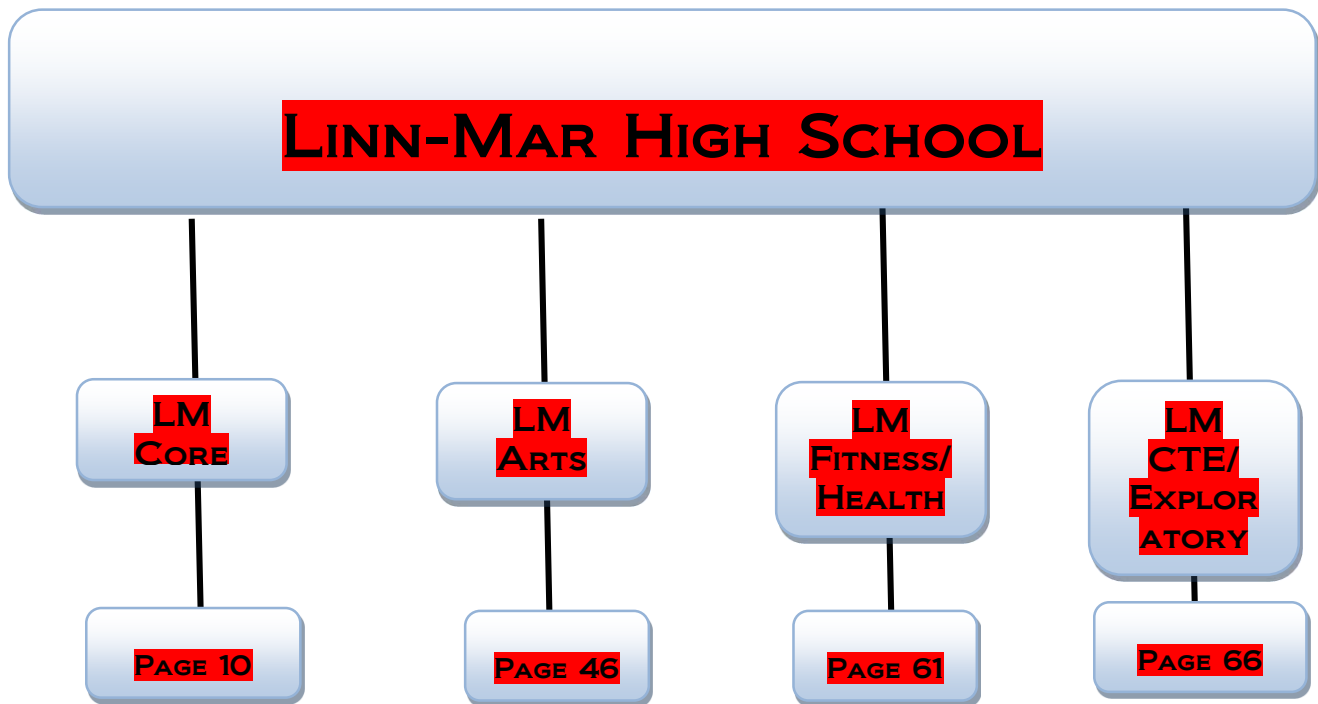 LINN-MAR HIGH SCHOOL
LM
CORE
LM
ARTS
LM
FITNESS/
HEALTH
LM
CTE/
EXPLOR
ATORY
PAGE 10
PAGE 46
PAGE 61
PAGE 66